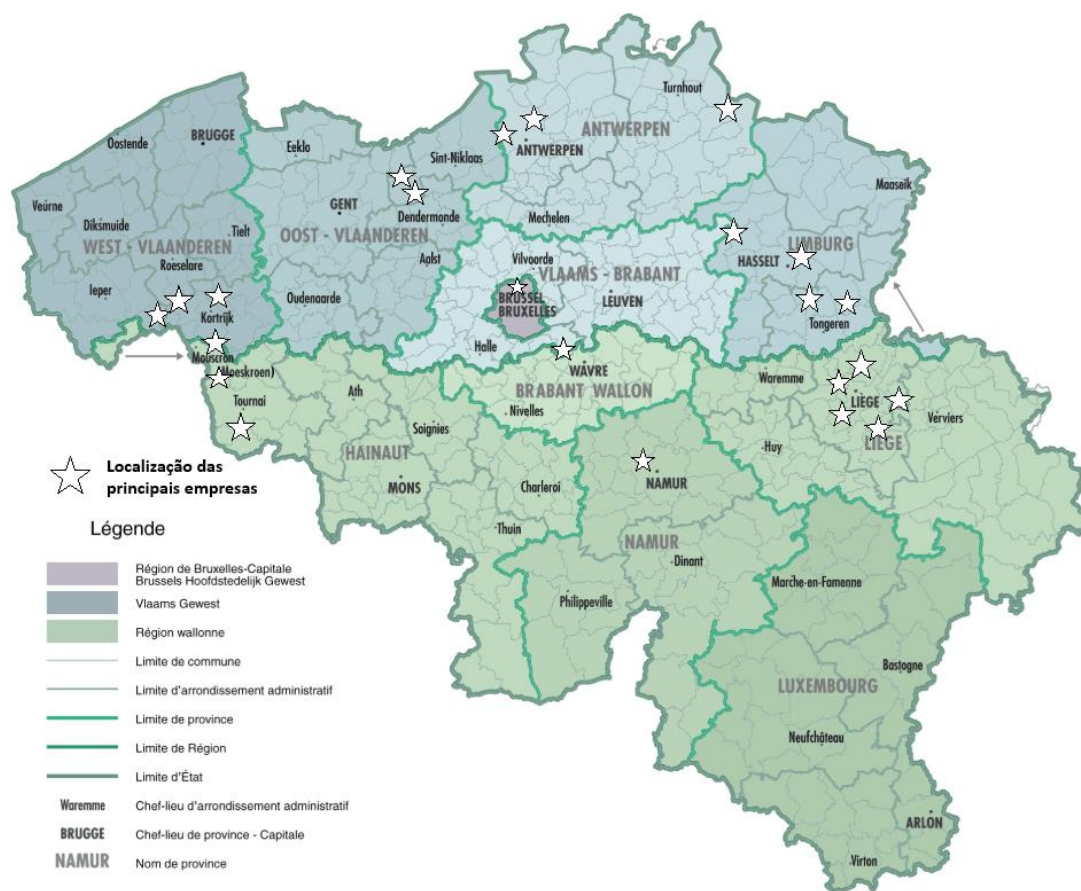 Turnhout
Oostende
BRUGGE
ANTWERPEN
Eeklo
Sint-Niklaas
ANTWERPEN
Maaseik
Veurne
GENT
Diksmuide
Dendermonde
Mechelen
Tielt
WEST - VLAANDEREN
OOST - VLAANDEREN
LIMBURG
Roeselare
Aalst
Vilvoorde
HASSELT
VLAAMS - BRABANT
Ieper
Oudenaarde
BRUSSEL
BRUXELLES
LEUVEN
Kortrijk
Tongeren
Halle
Mouscron
(Moeskroen)
WAVRE
Waremme
Ath
BRABANT WALLON
LIÈGE
Tournai
Nivelles
Verviers
Soignies
LIEGE
HAINAUT
Huy
Localização das
principais empresas
MONS
Charleroi
NAMUR
Thuin
NAMUR
Dinant
Marche-en-Famenne
Philippeville
Bastogne
LUXEMBOURG
Neufchâteau
ARLON
Virton
Légende
Région de Bruxelles-Capitale
Brussels Hoofdstedelijk Gewest
Vlaams Gewest
Région wallonne
Limite de commune
Limite d'arrondissement administratif
Limite de province
Limite de Région
Limite d'État
Waremme Chef-lieu d'arrondissement administratif
BRUGGE Chef-lieu de province - Capitale
NAMUR Nom de province